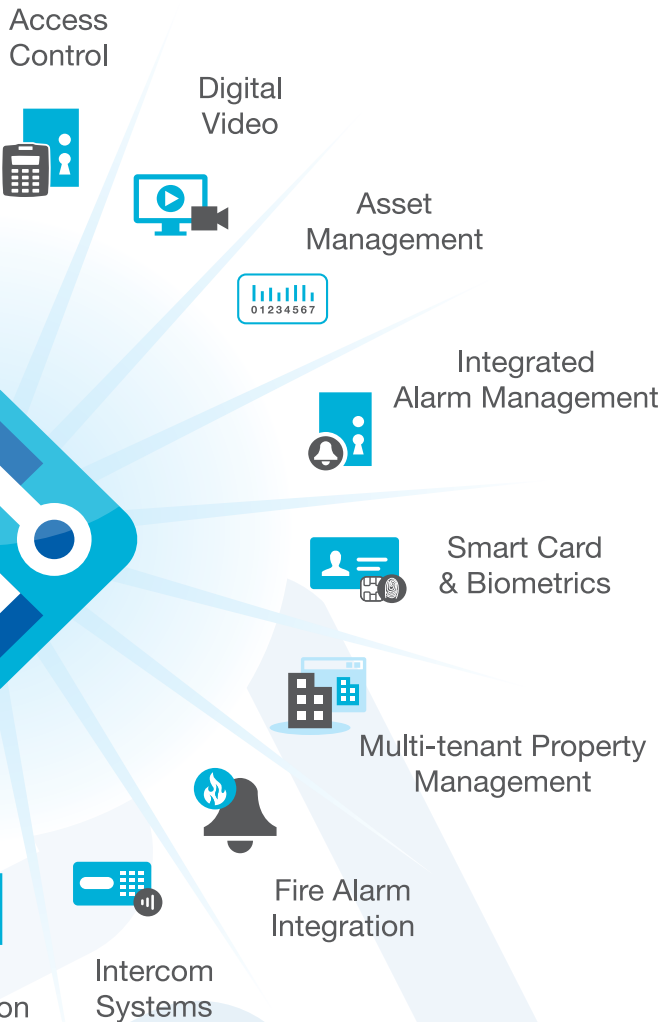 Access
Control
Digital
Video
Asset
Management
01234567
Integrated
Alarm Management
Smart Card
& Biometrics
Multi-tenant Property
Management
Fire Alarm
Integration
Intercom
Systems